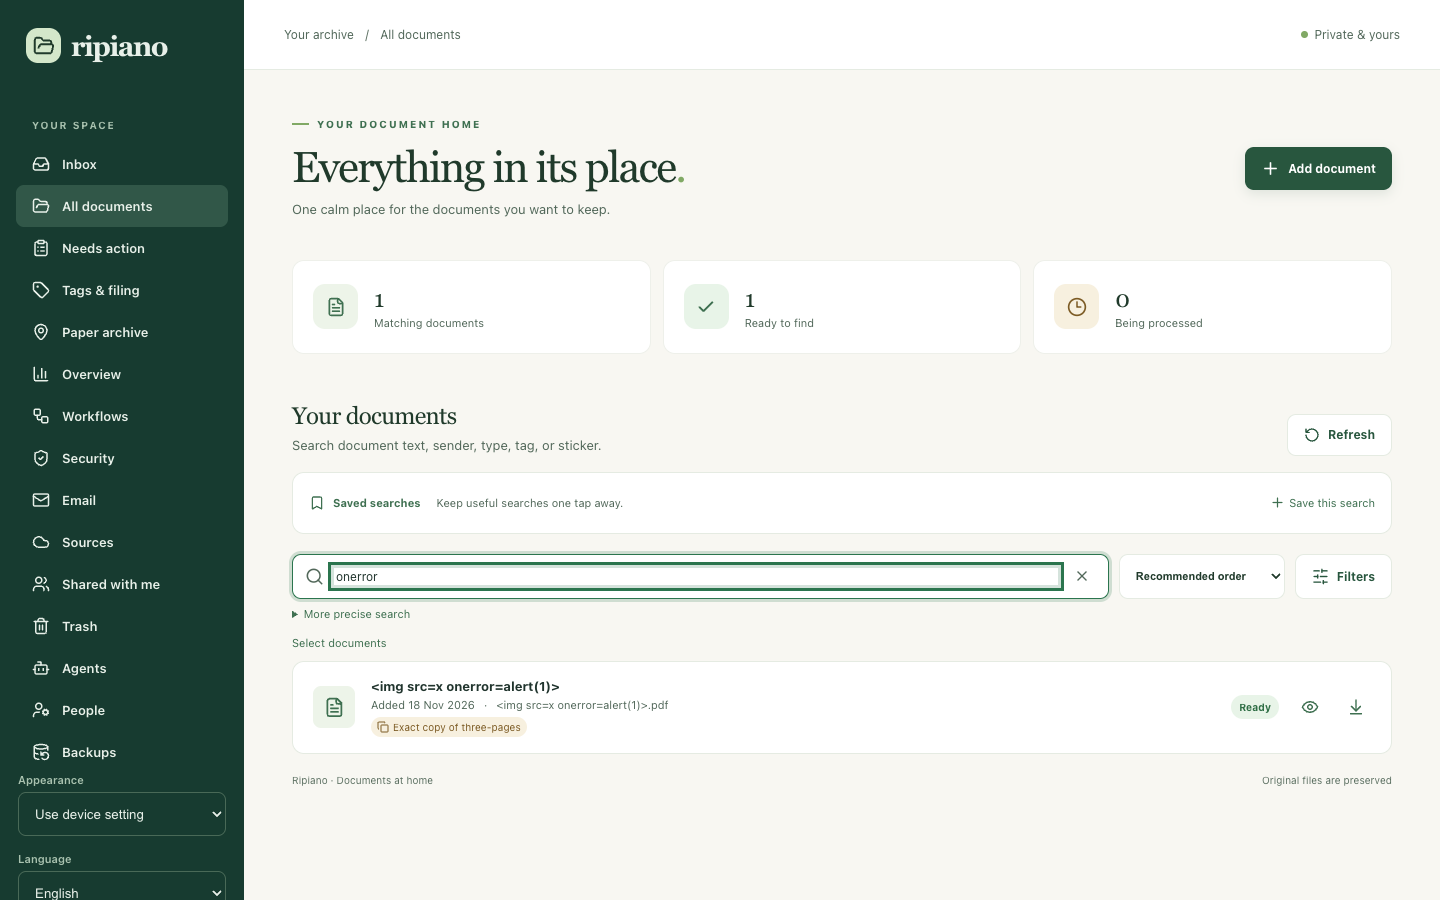 ripiano
YOUR SPACE
Inbox
All documents
Needs action
Tags & filing
Paper archive
Overview
Workflows
Security
Email
Sources
Shared with me
Trash
Agents
People
Backups
Appearance
Use device setting
Language
English
Your archive / All documents
Private & yours
YOUR DOCUMENT HOME
Everything in its place.
One calm place for the documents you want to keep.
Add document
1
Matching documents
1
Ready to find
0
Being processed
Your documents
Search document text, sender, type, tag, or sticker.
Refresh
Saved searches Keep useful searches one tap away.
Save this search
onerror
Recommended order
Filters
More precise search
Select documents
<img src=x onerror=alert(1)>
Added 18 Nov 2026 · <img src=x onerror=alert(1)>.pdf
Exact copy of three-pages
Ready
Ripiano · Documents at home
Original files are preserved